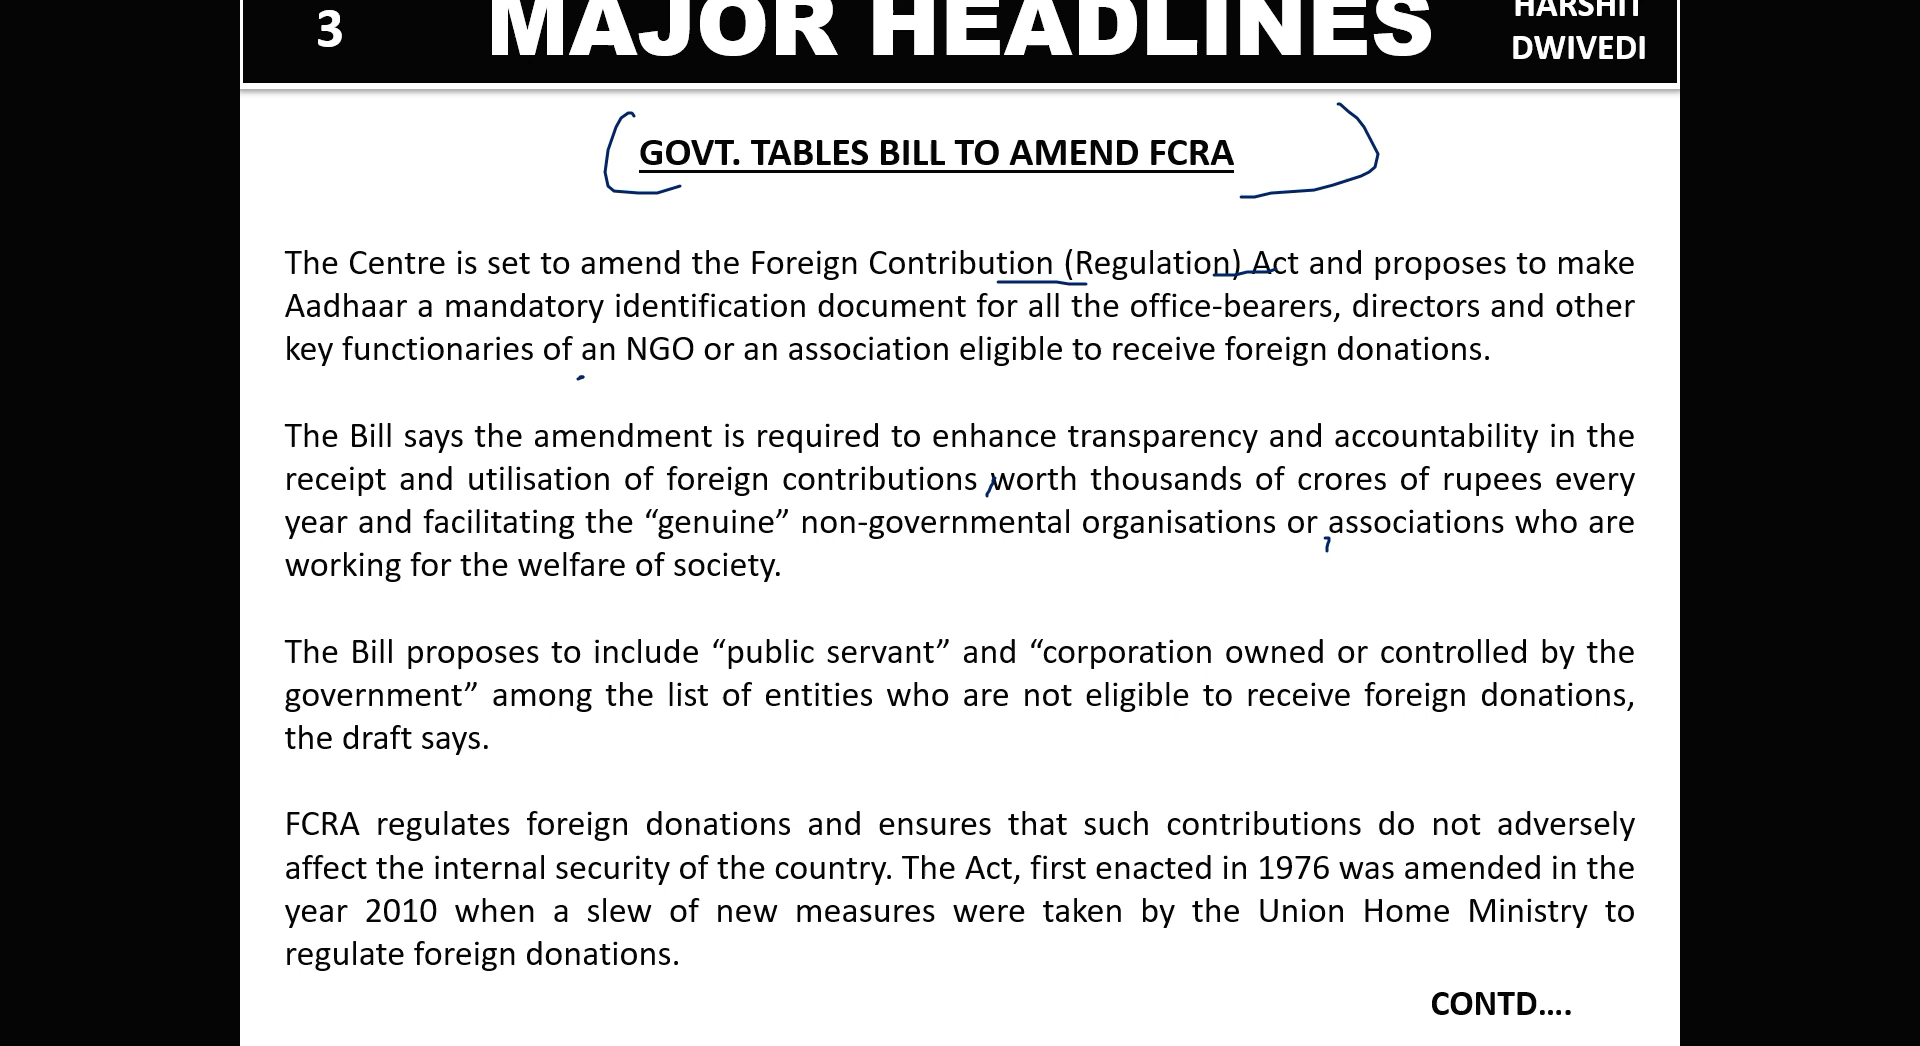 3
MAJOR HEADLINES
HARSHIT
DWIVEDI
GOVT. TABLES BILL TO AMEND FCRA
The Centre is set to amend the Foreign Contribution (Regulation) Act and proposes to make
Aadhaar a mandatory identification document for all the office-bearers, directors and other
key functionaries of an NGO or an association eligible to receive foreign donations.
The Bill says the amendment is required to enhance transparency and accountability in the
receipt and utilisation of foreign contributions worth thousands of crores of rupees every
year and facilitating the “genuine” non-governmental organisations or associations who are
working for the welfare of society.
The Bill proposes to include “public servant” and “corporation owned or controlled by the
government” among the list of entities who are not eligible to receive foreign donations,
the draft says.
FCRA regulates foreign donations and ensures that such contributions do not adversely
affect the internal security of the country. The Act, first enacted in 1976 was amended in the
year 2010 when a slew of new measures were taken by the Union Home Ministry to
regulate foreign donations.
CONTD....